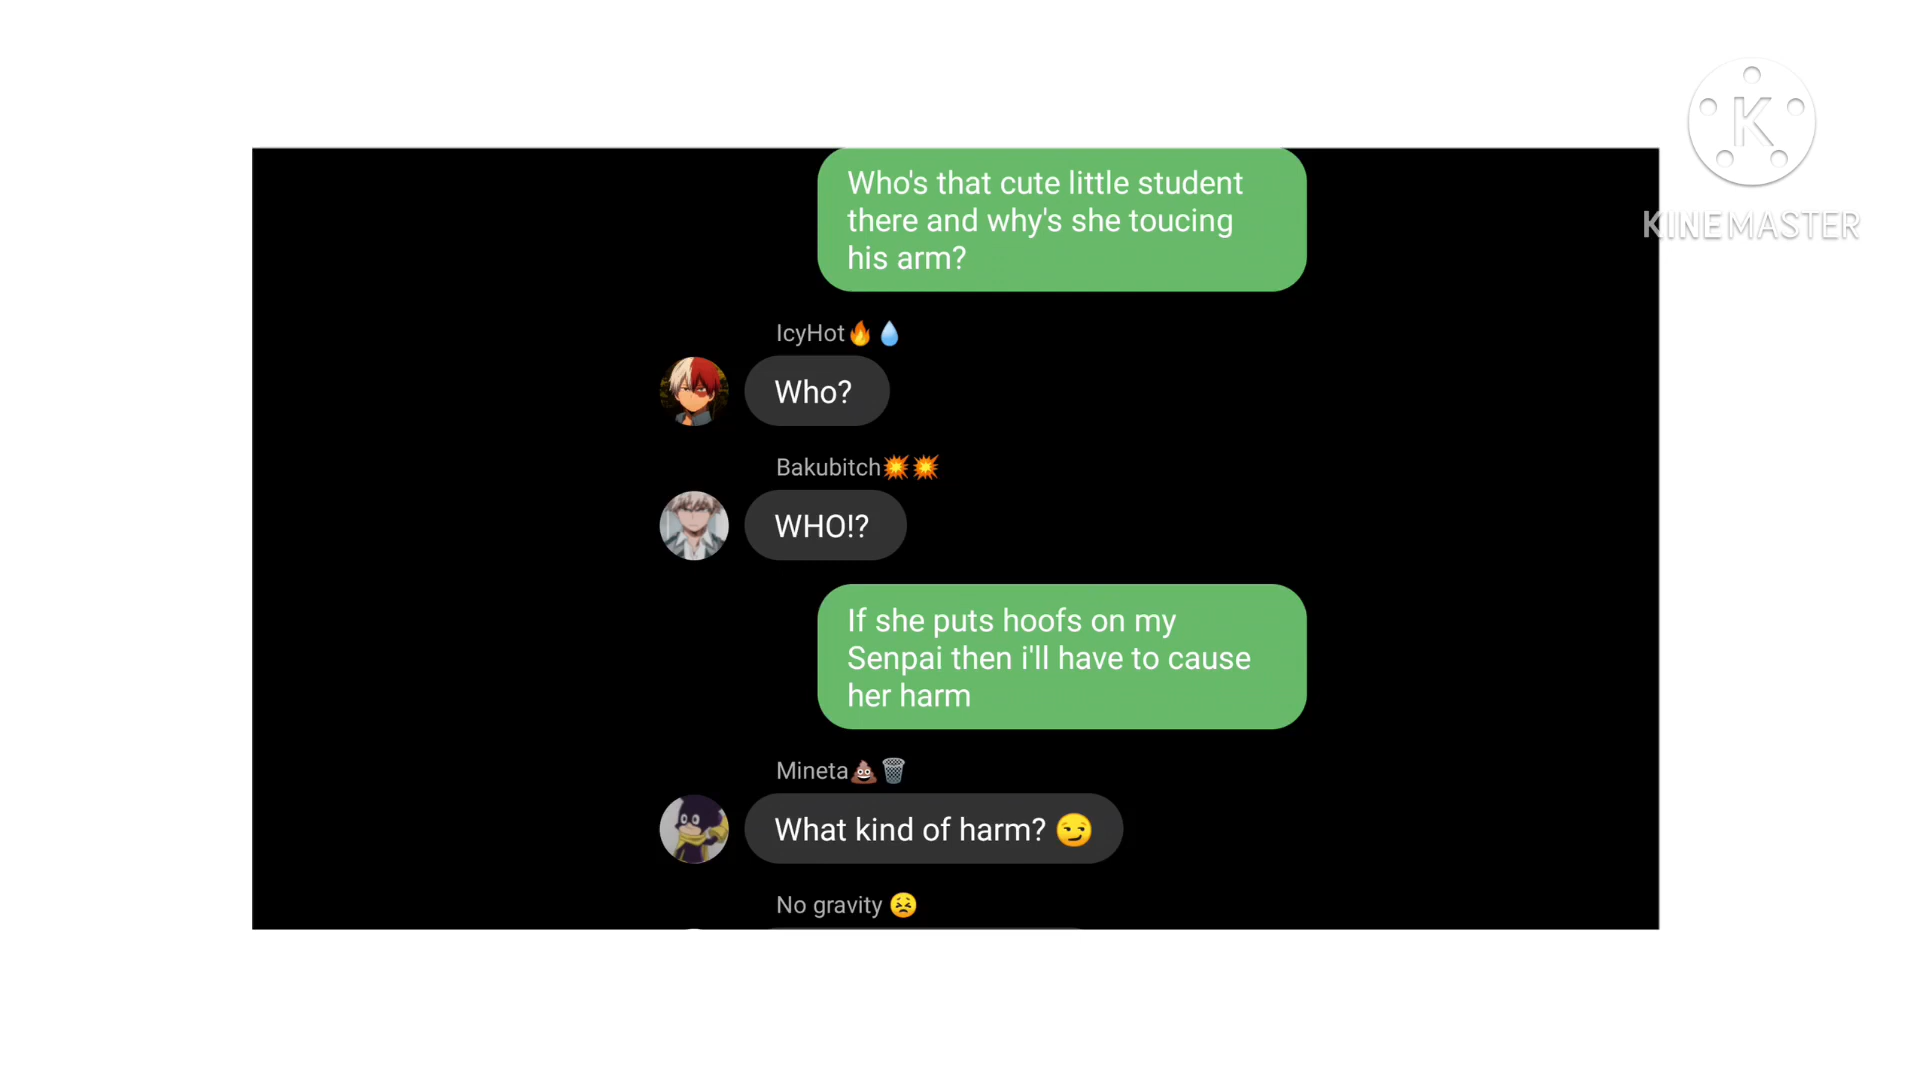 Who's that cute little student
there and why's she toucing
his arm?
IcyHot🔥💧
Who?
Bakubitch💥💥
WHO!?
If she puts hoofs on my
Senpai then i'll have to cause
her harm
Mineta💩🗑️
What kind of harm? 😏
No gravity 😣
K
KINEMASTER